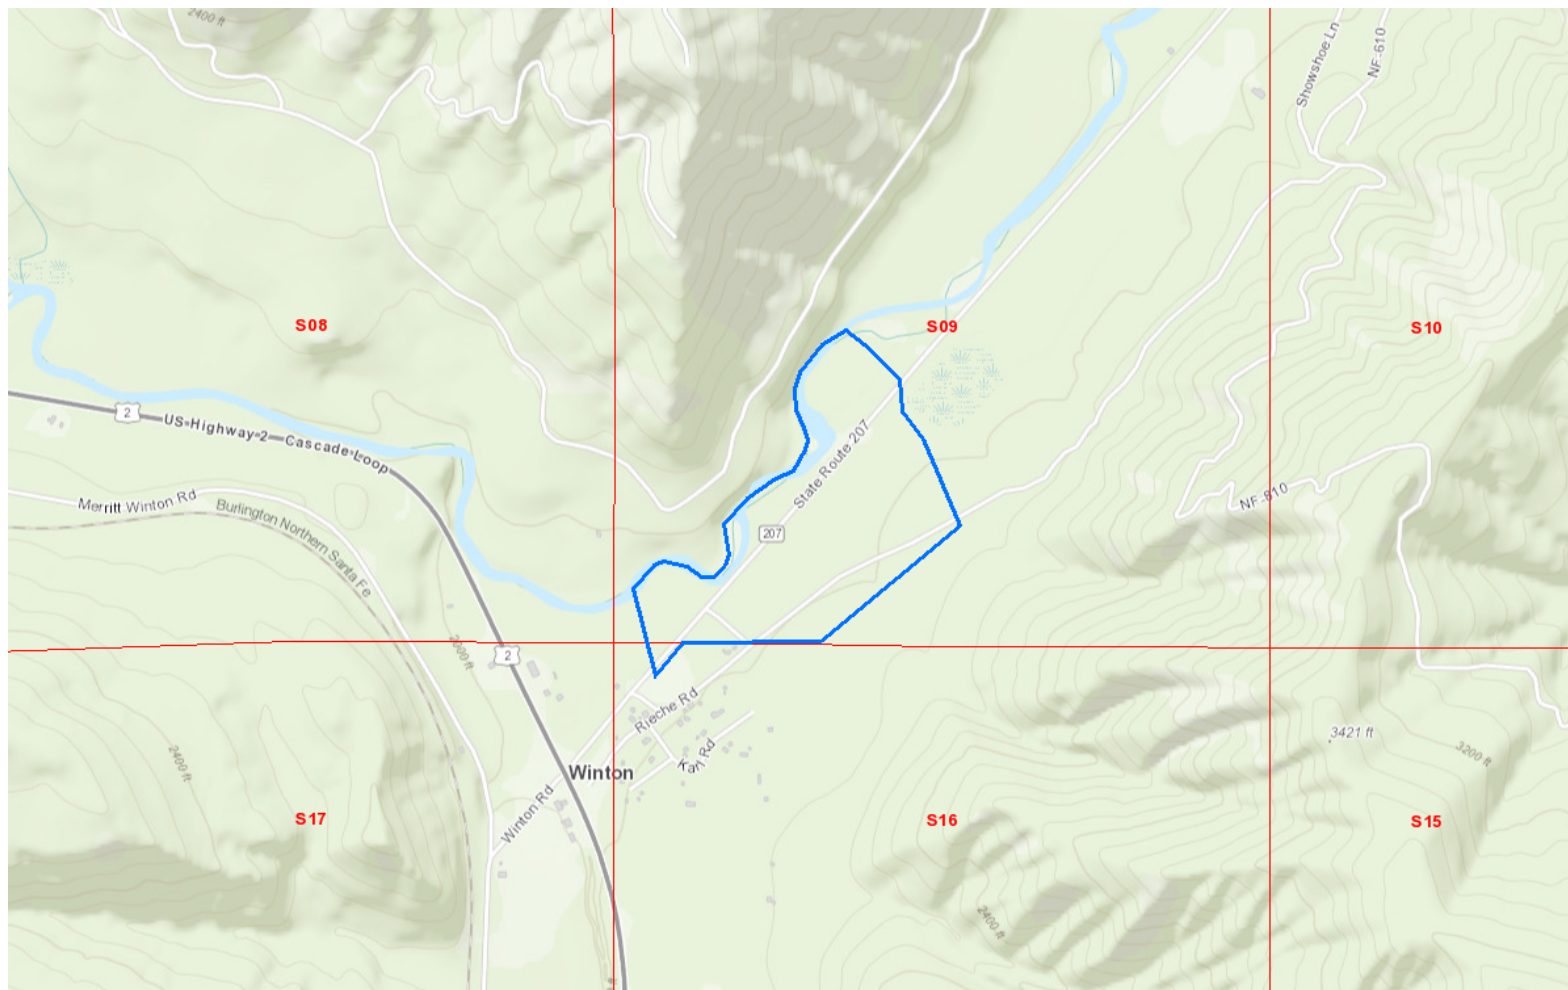 2400 ft
Showshoe Ln
NF-610
S08
S09
S10
2
US Highway 2 Cascade Loop
State Route 207
Merritt Winton Rd
Burlington Northern Santa Fe
NF-810
207
2000 ft
2
Rieche Rd
Karl Rd
3421 ft
3200 ft
2400 ft
Winton
Winton Rd
S17
S16
S15
2400 ft